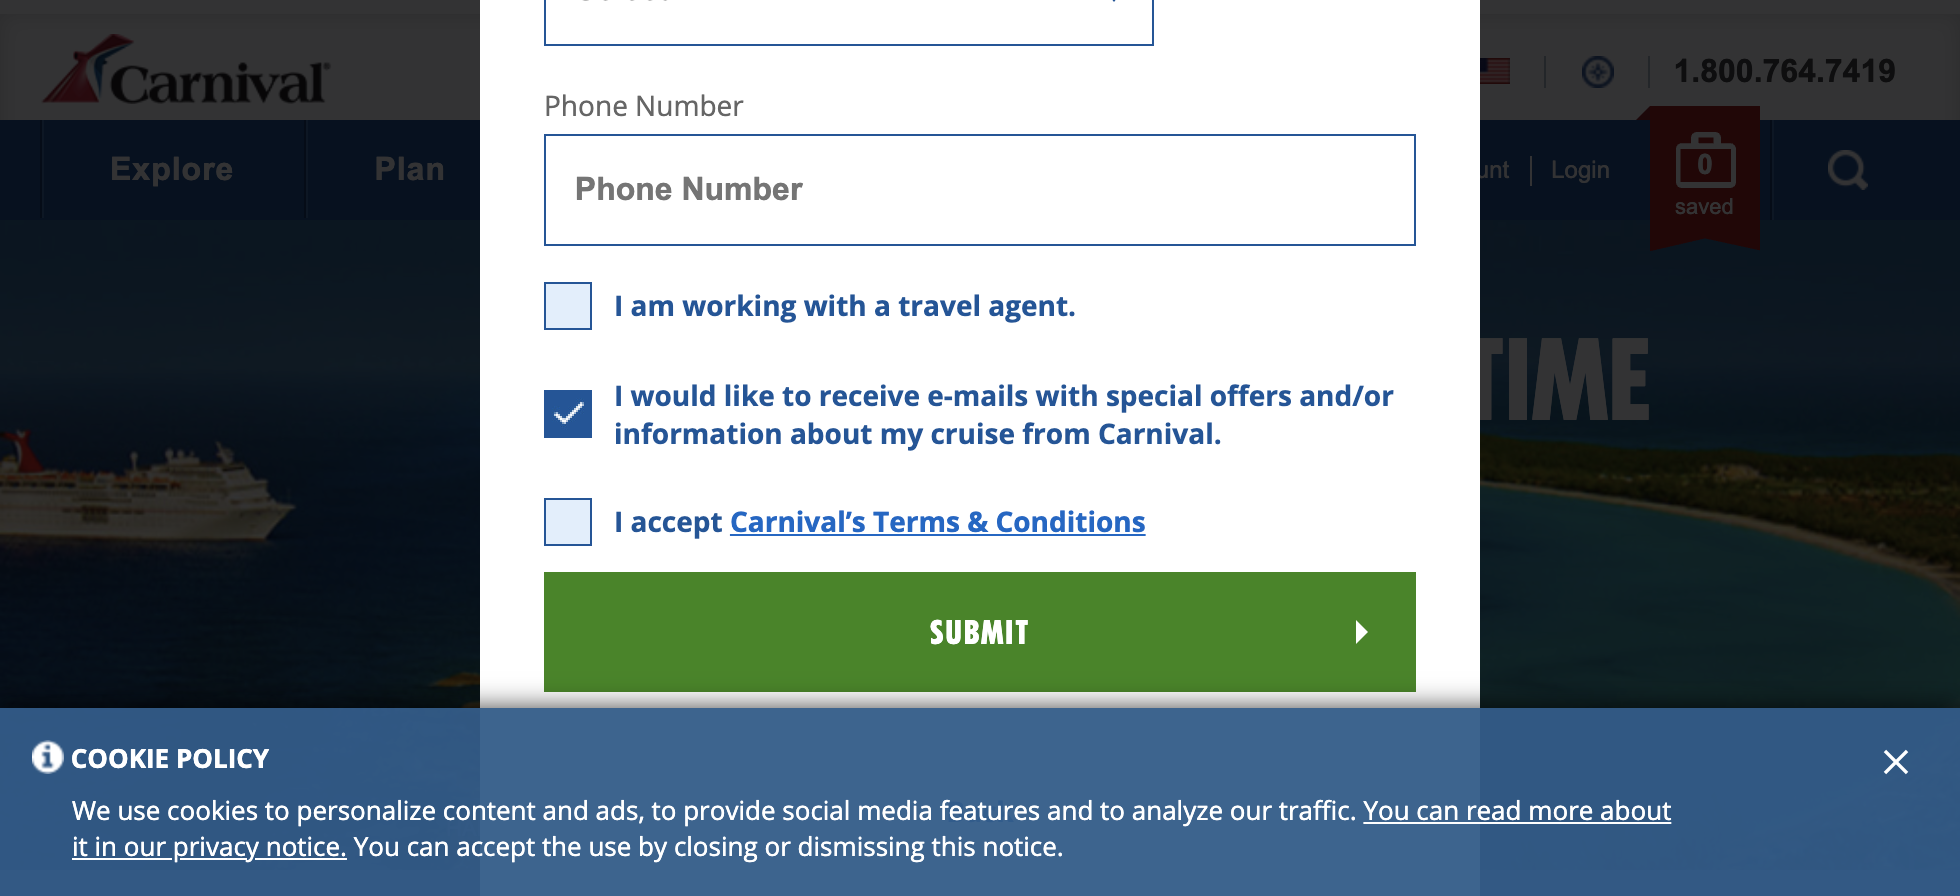 Carnival
1.800.764.7419
Explore
Plan
Login
0
saved
Phone Number
Phone Number
I am working with a travel agent.
I would like to receive e-mails with special offers and/or
information about my cruise from Carnival.
I accept Carnival’s Terms & Conditions
SUBMIT
TIME
COOKIE POLICY
We use cookies to personalize content and ads, to provide social media features and to analyze our traffic. You can read more about
it in our privacy notice. You can accept the use by closing or dismissing this notice.